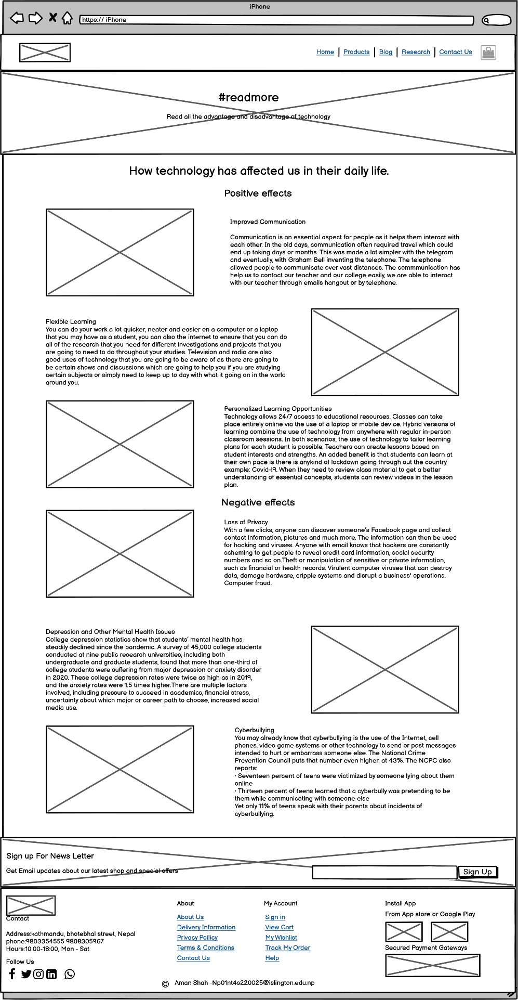 iPhone
https:// iPhone
Home
Products
Blog
Research
Contact Us
#readmore
Read all the advantage and disadvantage of technology
How technology has affected us in their daily life.
Positive effects
Improved Communication
Communication is an essential aspect for people as it helps them interact with
each other. In the old days, communication often required travel which could
end up taking days or months. This was made a lot simpler with the telegram
and eventually, with Graham Bell inventing the telephone. The telephone
allowed people to communicate over vast distances. The commmunication has
help us to contact our teacher and our college easily, we are able to interact
with our teacher through emails hangout or by telephone.
Flexible Learning
You can do your work a lot quicker, neater and easier on a computer or a laptop
that you may have as a student, you can also the internet to ensure that you can do
all of the research that you need for different investigations and projects that you
are going to need to do throughout your studies. Television and radio are also
good uses of technology that you are going to be aware of as there are going to
be certain shows and discussions which are going to help you if you are studying
certain subjects or simply need to keep up to day with what it going on in the world
around you.
Personalized Learning Opportunities
Technology allows 24/7 access to educational resources. Classes can take
place entirely online via the use of a laptop or mobile device. Hybrid versions of
learning combine the use of technology from anywhere with regular in-person
classroom sessions. In both scenarios, the use of technology to tailor learning
plans for each student is possible. Teachers can create lessons based on
student interests and strengths. An added benefit is that students can learn at
their own pace is there is anykind of lockdown going through out the country
example: Covid-!9. When they need to review class material to get a better
understanding of essential concepts, students can review videos in the lesson
plan.
Negative effects
Loss of Privacy
With a few clicks, anyone can discover someone's Facebook page and collect
contact information, pictures and much more. The information can then be used
for hacking and viruses. Anyone with email knows that hackers are constantly
scheming to get people to reveal credit card information, social security
numbers and so on.Theft or manipulation of sensitive or private information,
such as financial or health records. Virulent computer viruses that can destroy
data, damage hardware, cripple systems and disrupt a business' operations.
Computer fraud.
Depression and Other Mental Health Issues
College depression statistics show that students' mental health has
steadily declined since the pandemic. A survey of 45,000 college students
conducted at nine public research universities, including both
undergraduate and graduate students, found that more than one-third of
college students were suffering from major depression or anxiety disorder
in 2020. These college depression rates were twice as high as in 2019,
and the anxiety rates were 1.5 times higher.There are multiple factors
involved, including pressure to succeed in academics, financial stress,
uncertainty about which major or career path to choose, increased social
media use.
Cyberbullying
You may already know that cyberbullying is the use of the Internet, cell
phones, video game systems or other technology to send or post messages
intended to hurt or embarrass someone else. The National Crime
Prevention Council puts that number even higher, at 43%. The NCPC also
reports:
· Seventeen percent of teens were victimized by someone lying about them
online
· Thirteen percent of teens learned that a cyberbully was pretending to be
them while communicating with someone else
Yet only 11% of teens speak with their parents about incidents of
cyberbullying.
Sign up For News Letter
Get Email updates about our latest shop and special offers
Sign Up
Contact
Address:kathmandu, bhotebhal street, Nepal
phone:9803354555 9808305967
Hours:10:00-18:00, Mon - Sat
Follow Us
About
About Us
Delivery Information
Privacy Poilicy
Terms & Conditions
Contact Us
My Account
Sign in
View Cart
My Wishlist
Track My Order
Help
Install App
From App store or Google Play
Secured Payment Gateways
© Aman Shah -Np01nt4s220025@islington.edu.np